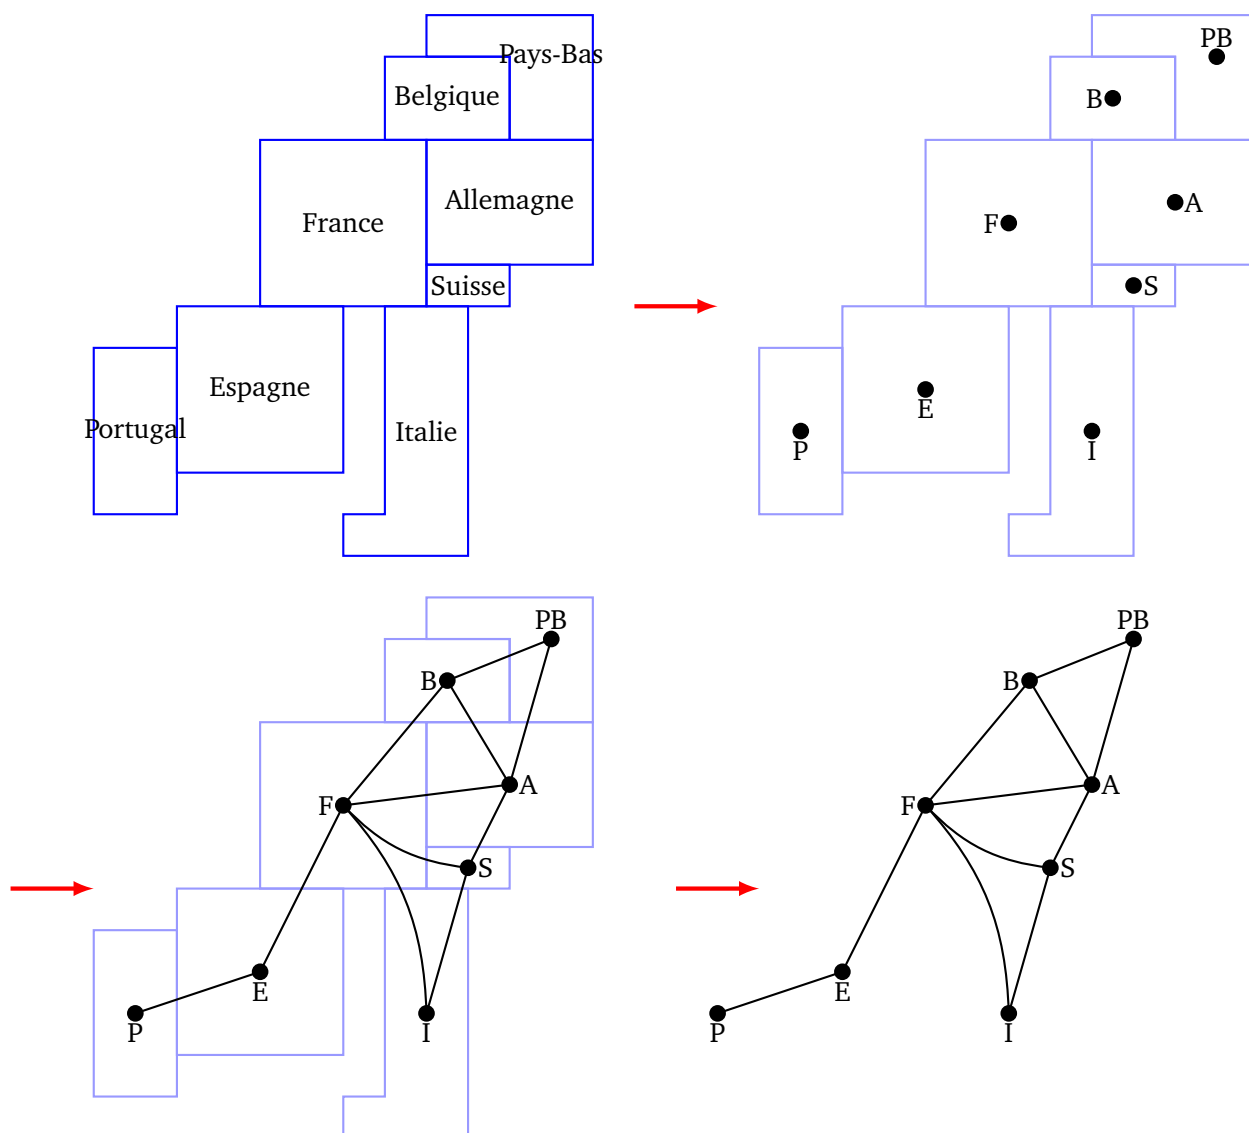 Pays-Bas
Belgique
Allemagne
France
Suisse
Espagne
Portugal
Italie
PB
B
A
F
S
E
P
I
PB
B
A
F
S
E
P
I
PB
B
A
F
S
E
P
I